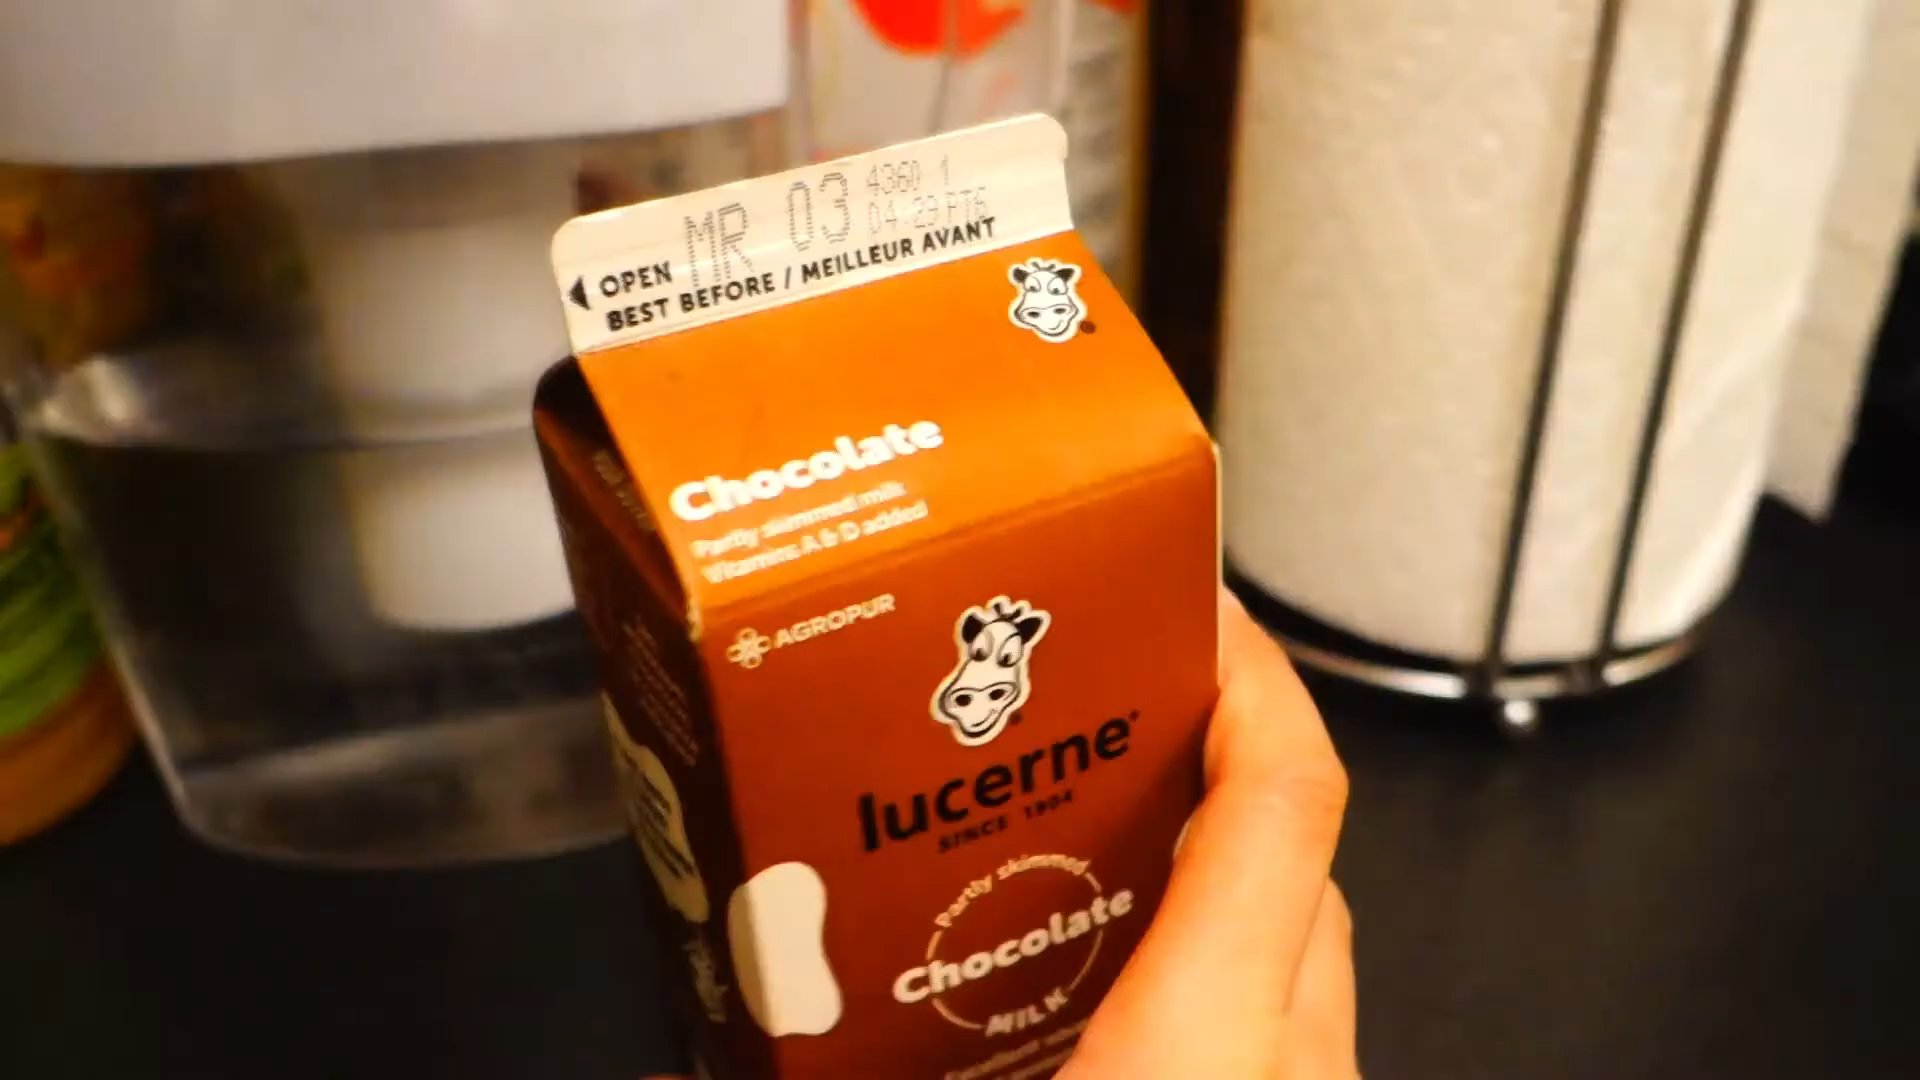 MR 03 4360 1
04:29 PT6
OPEN
BEST BEFORE / MEILLEUR AVANT
Chocolate
Partly skimmed milk
Vitamins A & D added
AGROPUR
lucerne
SINCE 1904
Partly skimmed
Chocolate
MILK
Excellent